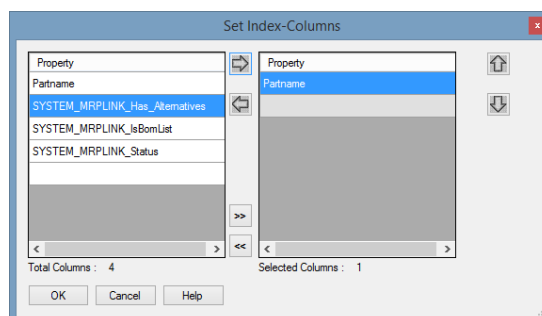 Set Index-Columns
x
Property
Partname
SYSTEM_MRPLINK_Has_Alternatives
SYSTEM_MRPLINK_IsBomList
SYSTEM_MRPLINK_Status
Property
Partname
>>
<<
Total Columns : 4
Selected Columns : 1
OK Cancel Help